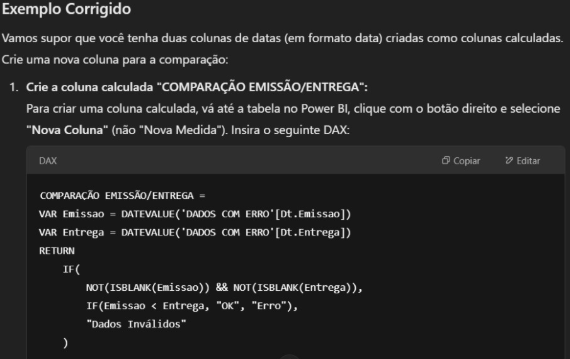 Exemplo Corrigido
Vamos supor que você tenha duas colunas de datas (em formato data) criadas como colunas calculadas.
Crie uma nova coluna para a comparação:
1. Crie a coluna calculada "COMPARAÇÃO EMISSÃO/ENTREGA":
Para criar uma coluna calculada, vá até a tabela no Power BI, clique com o botão direito e selecione
"Nova Coluna" (não "Nova Medida"). Insira o seguinte DAX:
DAX Copiar Editar
COMPARAÇÃO EMISSÃO/ENTREGA =
VAR Emissao = DATEVALUE('DADOS COM ERRO'[Dt.Emissao])
VAR Entrega = DATEVALUE('DADOS COM ERRO'[Dt.Entrega])
RETURN
IF(
NOT(ISBLANK(Emissao)) && NOT(ISBLANK(Entrega)),
IF(Emissao < Entrega, "OK", "Erro"),
"Dados Inválidos"
)